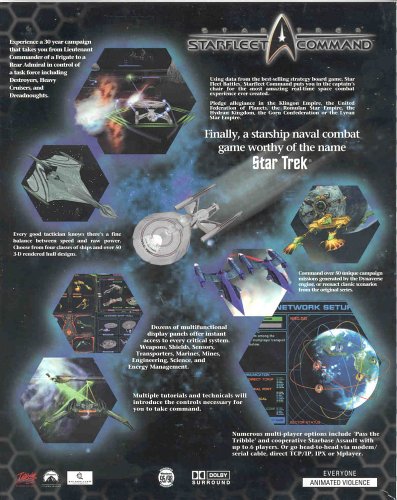 STAR TREK
STARFLEET COMMAND
Experience a 30 year campaign
that takes you from Lieutenant
Commander of a Frigate to a
Rear Admiral in control of
a task force including
Destroyers, Heavy
Cruisers, and
Dreadnoughts.
Using data from the best-selling strategy board game, Star
Fleet Battles, Starfleet Command puts you in the captain's
chair for the most amazing real-time space combat
experience ever created.
Pledge allegiance in the Klingon Empire, the United
Federation of Planets, the Romulan Star Empire, the
Hydran Kingdom, the Gorn Confederation or the Lyran
Star Empire.
Finally, a starship naval combat
game worthy of the name
Star Trek
Every good tactician knows there's a fine
balance between speed and raw power.
Choose from four classes of ships and over 50
3-D rendered hull designs.
Command over 50 unique campaign
missions generated by the Dynaverse
engine, or reenact classic scenarios
from the original series.
NETWORK SETUP
Dozens of multifunctional
display panels offer instant
access to every critical system.
Weapons, Shields, Sensors,
Transporters, Marines, Mines,
Engineering, Science, and
Energy Management.
Multiple tutorials and technicals will
introduce the controls necessary for
you to take command.
Numerous multi-player options include 'Pass the
Tribble' and cooperative Starbase Assault with
up to 6 players. Or go head-to-head via modem/
serial cable, direct TCP/IP, IPX or Mplayer.
95/98
DOLBY
SURROUND
EVERYONE
ANIMATED VIOLENCE